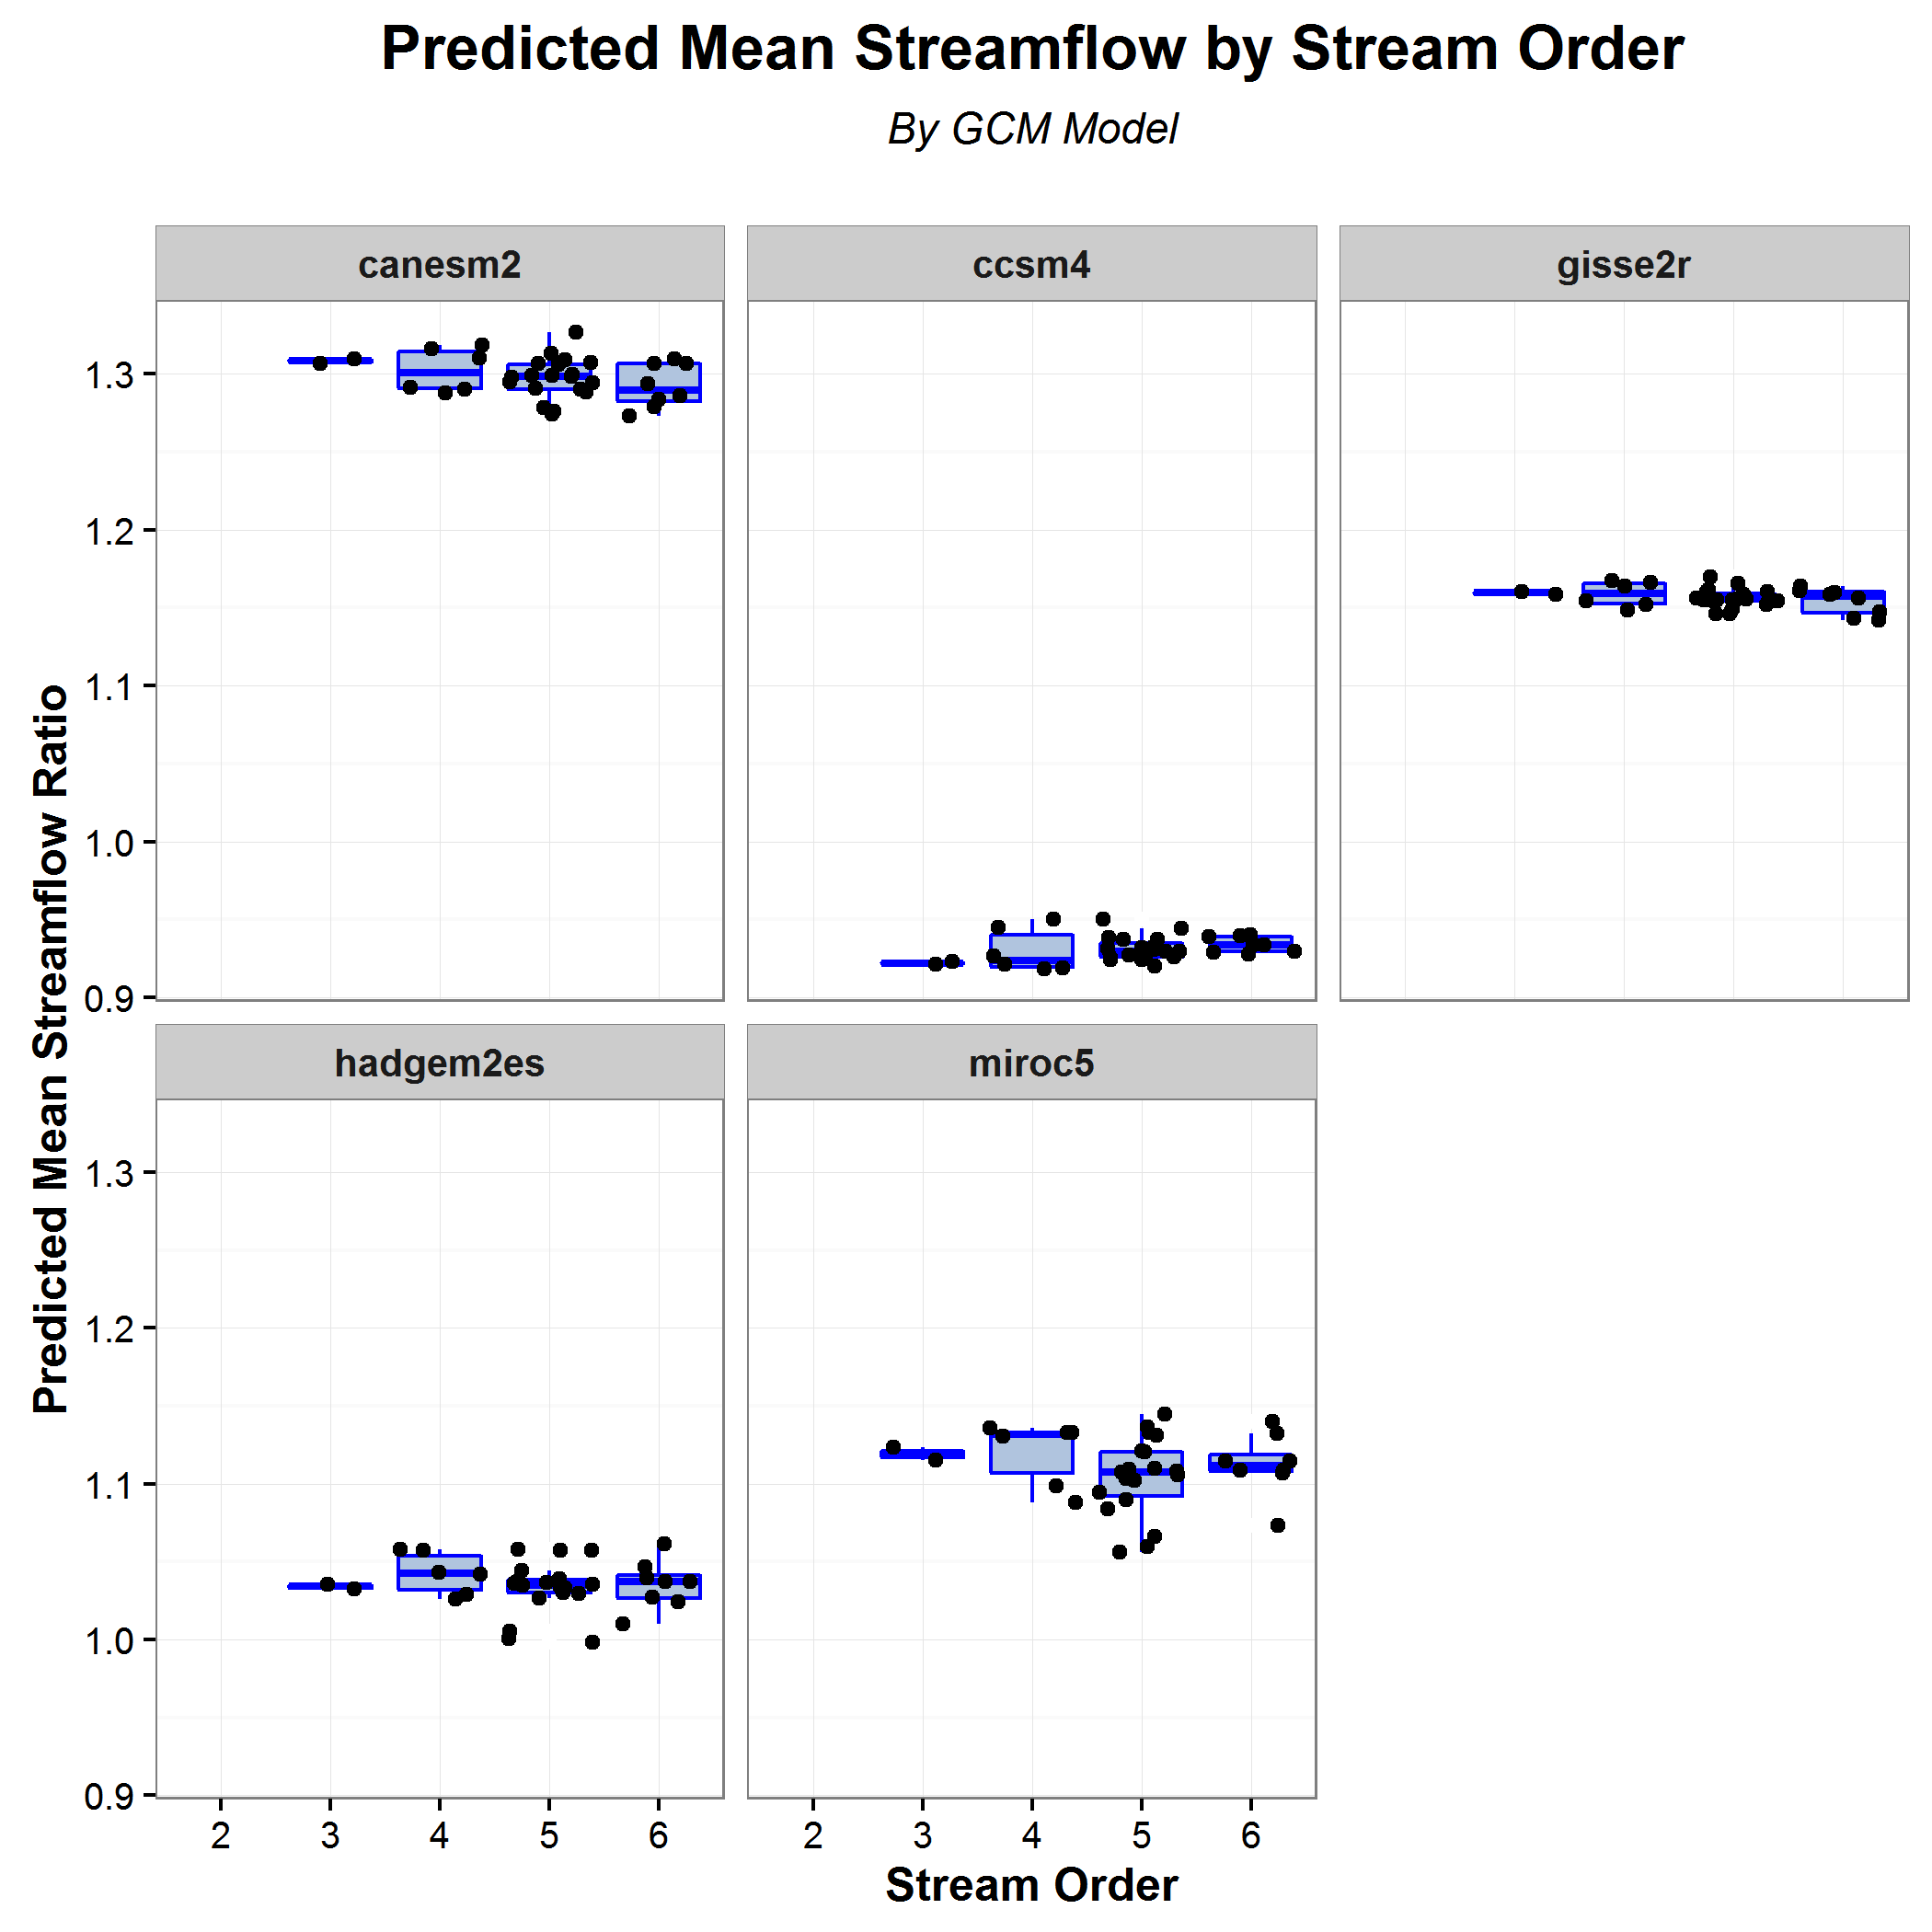 Predicted Mean Streamflow by Stream Order
By GCM Model
canesm2
ccsm4
gisse2r
1.3
1.2
1.1
1.0
0.9
hadgem2es
miroc5
1.3
1.2
1.1
1.0
0.9
2 3 4 5 6
2 3 4 5 6
Stream Order
Predicted Mean Streamflow Ratio